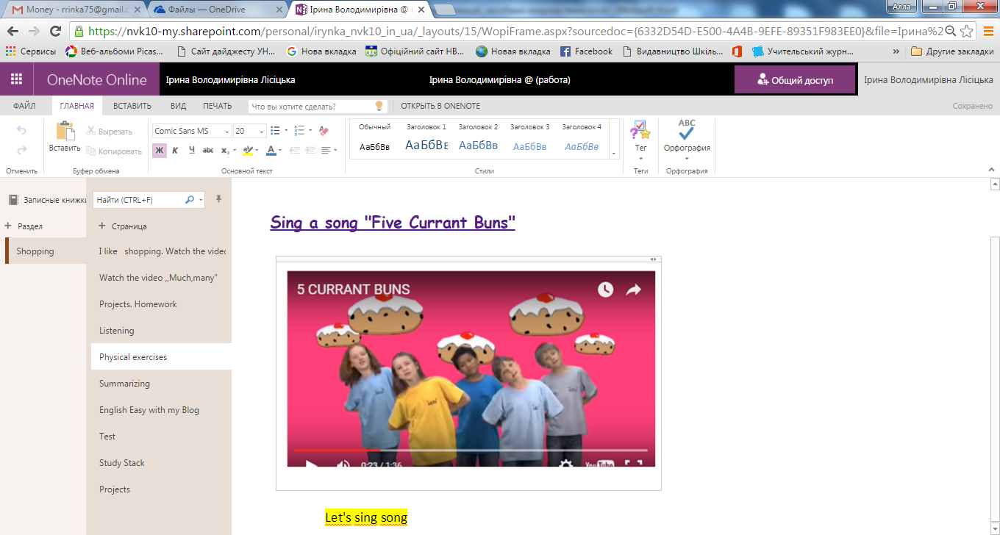 Money - rrinka75@gmail.c
Файлы — OneDrive
Ірина Володимирівна @ (
Алла
https://nvk10-my.sharepoint.com/personal/irynka_nvk10_in_ua/_layouts/15/WopiFrame.aspx?sourcedoc={6332D54D-E500-4A4B-9EFE-89351F983EE0}&file=Ірина%2
Сервисы Веб-альбоми Picas... Сайт дайджесту УН... Нова вкладка Офіційний сайт НВ... Новая вкладка Facebook Видавництво Шкіль... Учительський журн... » Другие закладки
OneNote Online Ірина Володимирівна Лісіцька Ірина Володимирівна @ (работа) Общий доступ Ірина Володимирівна Лісіцька
ФАЙЛ ГЛАВНАЯ ВСТАВИТЬ ВИД ПЕЧАТЬ Что вы хотите сделать? ОТКРЫТЬ В ONENOTE Сохранено
Вставить
Вырезать
Копировать
Comic Sans MS 20
Ж К Ч abc x₂ ab A
Обычный Заголовок 1 Заголовок 2 Заголовок 3 Заголовок 4
АаБбВв АаБбВв АаБбВв АаБбВв АаБбВв
Тег
ABC
Орфография
Отменить Буфер обмена Основной текст Стили Теги Орфография
Записные книжки
Найти (CTRL+F)
+ Раздел
+ Страница
Shopping
I like shopping. Watch the video
Watch the video ,,Much,many"
Projects. Homework
Listening
Physical exercises
Summarizing
English Easy with my Blog
Test
Study Stack
Projects
Sing a song "Five Currant Buns"
5 CURRANT BUNS
0:23 / 1:36
YouTube
Let's sing song